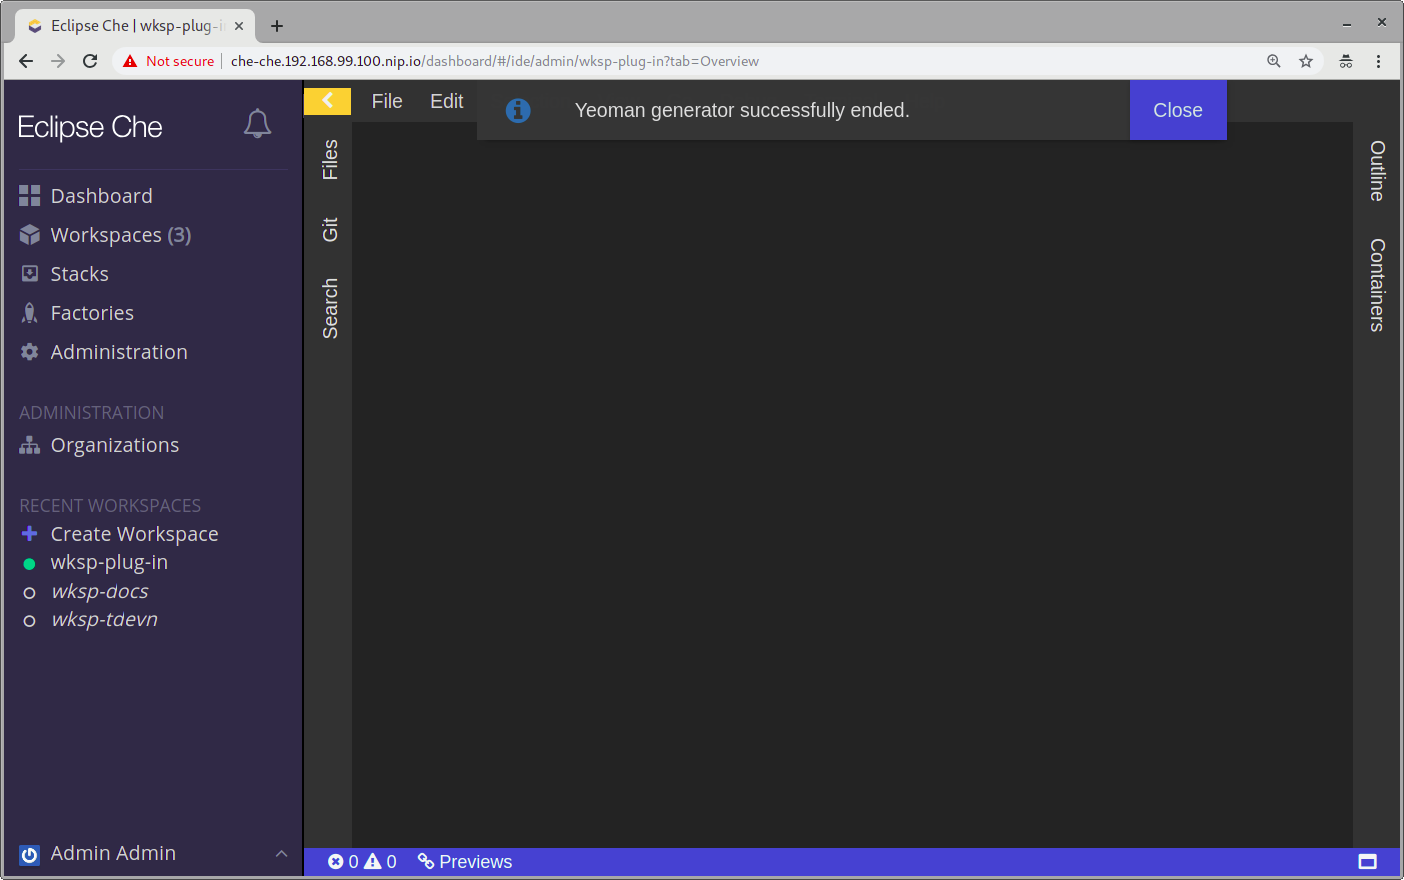 Eclipse Che | wksp-plug-i
Not secure
che-che.192.168.99.100.nip.io/dashboard/#/ide/admin/wksp-plug-in?tab=Overview
Eclipse Che
Dashboard
Workspaces (3)
Stacks
Factories
Administration
ADMINISTRATION
Organizations
RECENT WORKSPACES
Create Workspace
wksp-plug-in
wksp-docs
wksp-tdevn
Admin Admin
File Edit
Yeoman generator successfully ended.
Close
Files
Git
Search
Outline
Containers
0 0 Previews